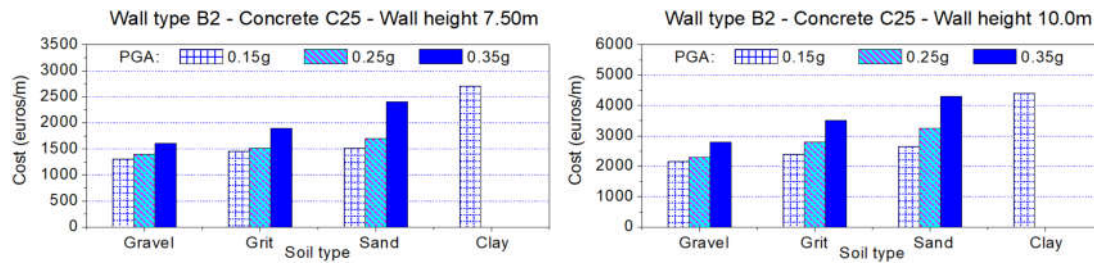 Wall type B2 - Concrete C25 - Wall height 7.50m
3500
3000
2500
2000
1500
1000
500
0
Cost (euros/m)
PGA: 0.15g 0.25g 0.35g
Gravel Grit Sand Clay
Soil type
Wall type B2 - Concrete C25 - Wall height 10.0m
6000
5000
4000
3000
2000
1000
0
Cost (euros/m)
PGA: 0.15g 0.25g 0.35g
Gravel Grit Sand Clay
Soil type